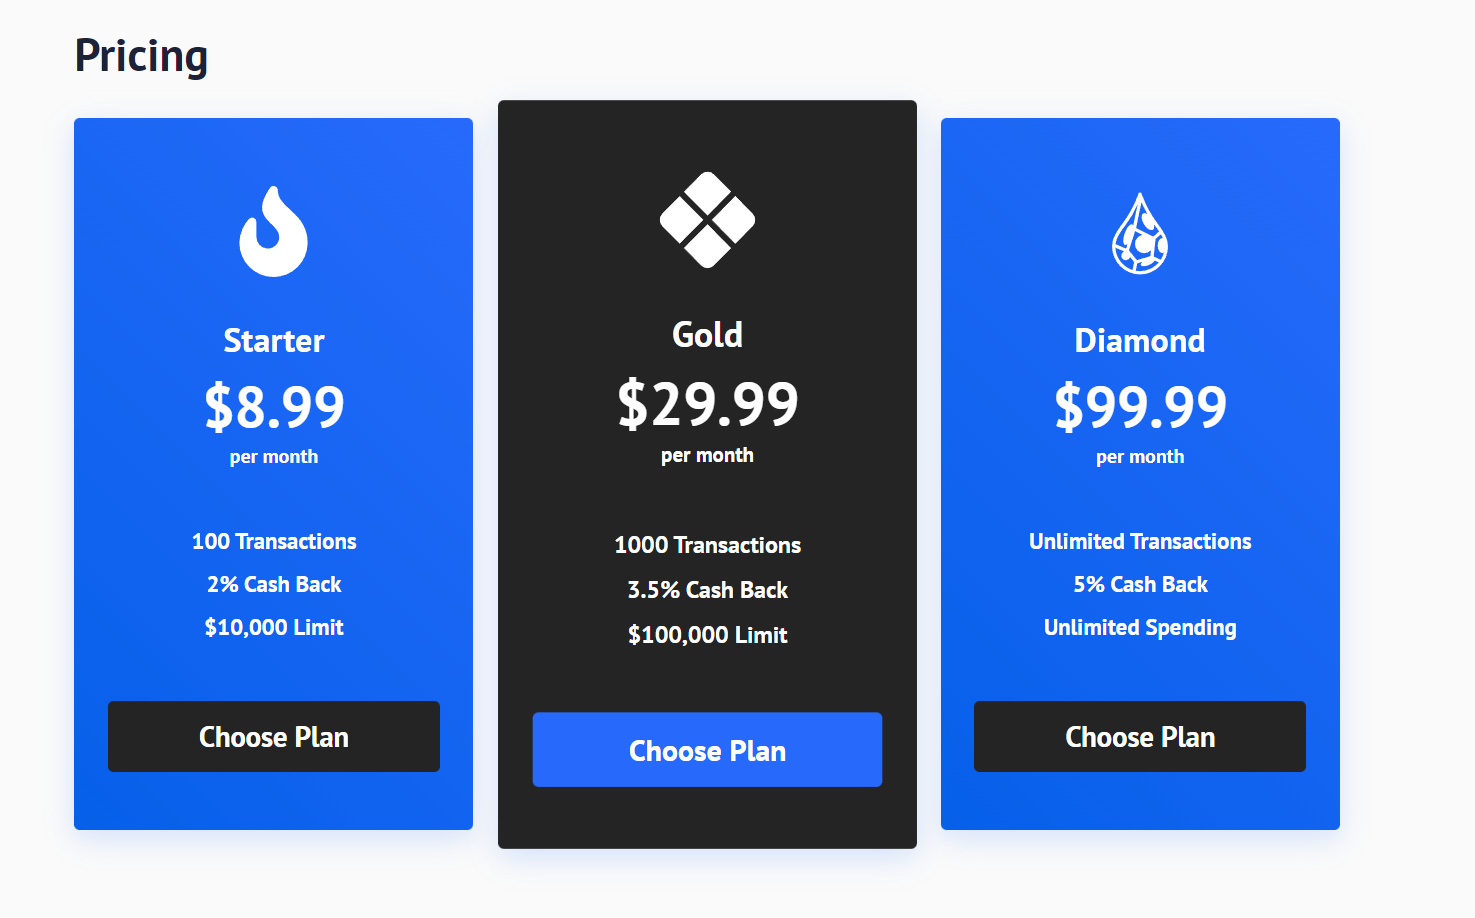 Pricing
Starter
$8.99
per month
100 Transactions
2% Cash Back
$10,000 Limit
Choose Plan
Gold
$29.99
per month
1000 Transactions
3.5% Cash Back
$100,000 Limit
Choose Plan
Diamond
$99.99
per month
Unlimited Transactions
5% Cash Back
Unlimited Spending
Choose Plan